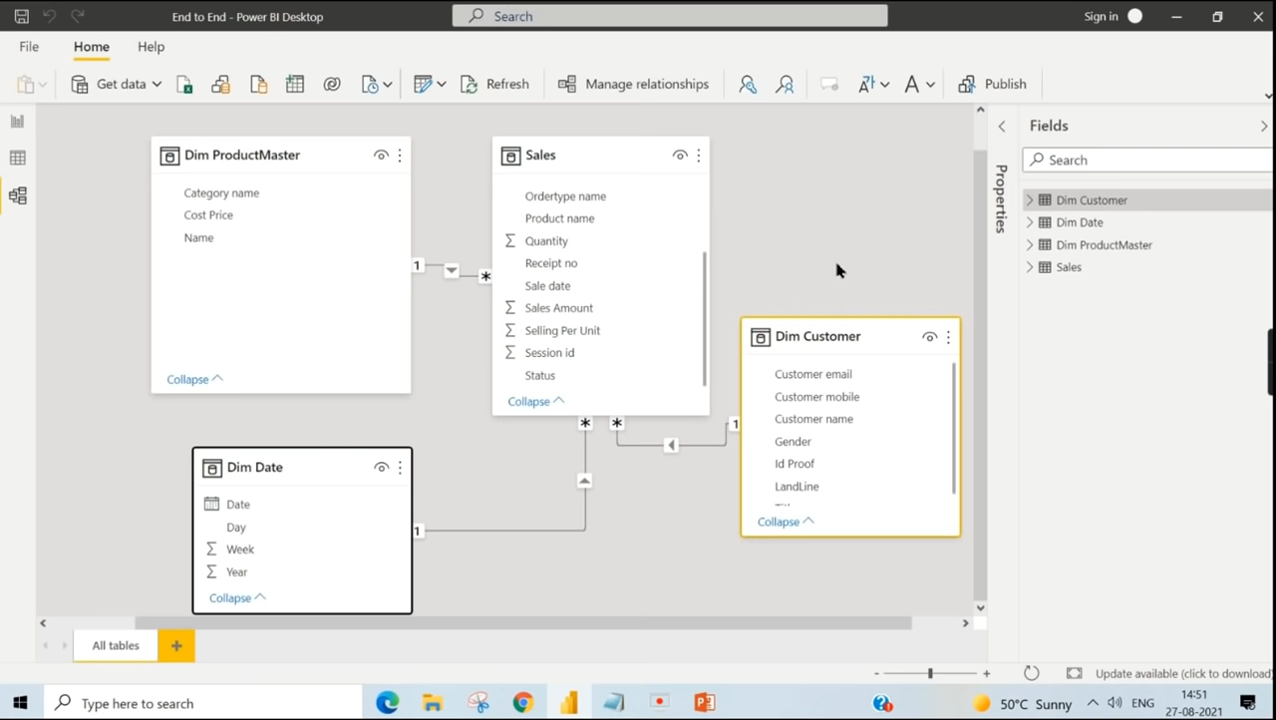 End to End - Power BI Desktop
Search
Sign in
File
Home
Help
Get data
Refresh
Manage relationships
Publish
Dim ProductMaster
Category name
Cost Price
Name
Collapse
1
*
Sales
Ordertype name
Product name
Σ Quantity
Receipt no
Sale date
Σ Sales Amount
Σ Selling Per Unit
Σ Session id
Status
Collapse
* *
1
Dim Customer
Customer email
Customer mobile
Customer name
Gender
Id Proof
LandLine
Collapse
Dim Date
Date
Day
Σ Week
Σ Year
Collapse
1
Properties
Fields
Search
Dim Customer
Dim Date
Dim ProductMaster
Sales
All tables
+
- +
Update available (click to download)
Type here to search
50°C Sunny
ENG
14:51
27-08-2021